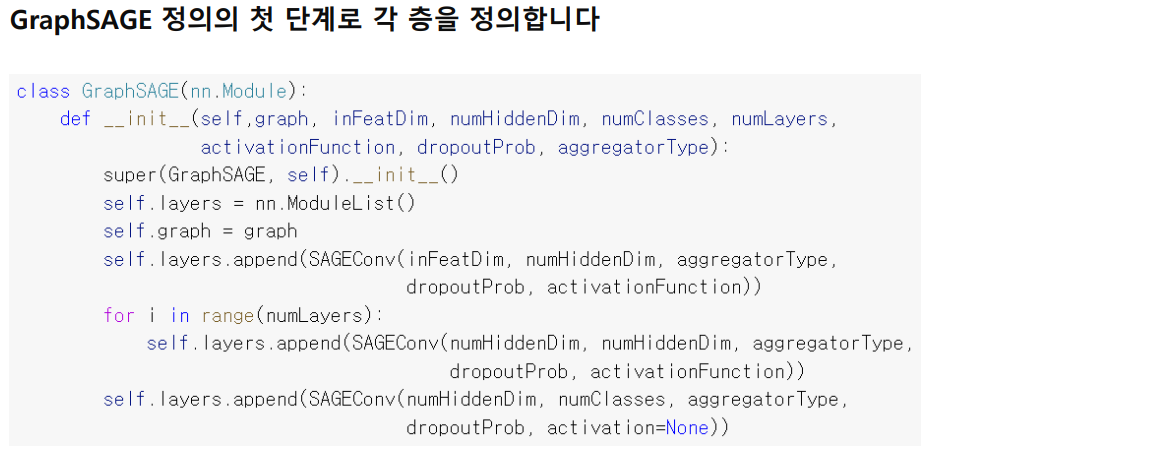 GraphSAGE 정의의 첫 단계로 각 층을 정의합니다
class GraphSAGE(nn.Module):
    def __init__(self,graph, inFeatDim, numHiddenDim, numClasses, numLayers,
                 activationFunction, dropoutProb, aggregatorType):
        super(GraphSAGE, self).__init__()
        self.layers = nn.ModuleList()
        self.graph = graph
        self.layers.append(SAGEConv(inFeatDim, numHiddenDim, aggregatorType,
                                    dropoutProb, activationFunction))
        for i in range(numLayers):
            self.layers.append(SAGEConv(numHiddenDim, numHiddenDim, aggregatorType,
                                        dropoutProb, activationFunction))
        self.layers.append(SAGEConv(numHiddenDim, numClasses, aggregatorType,
                                    dropoutProb, activation=None))